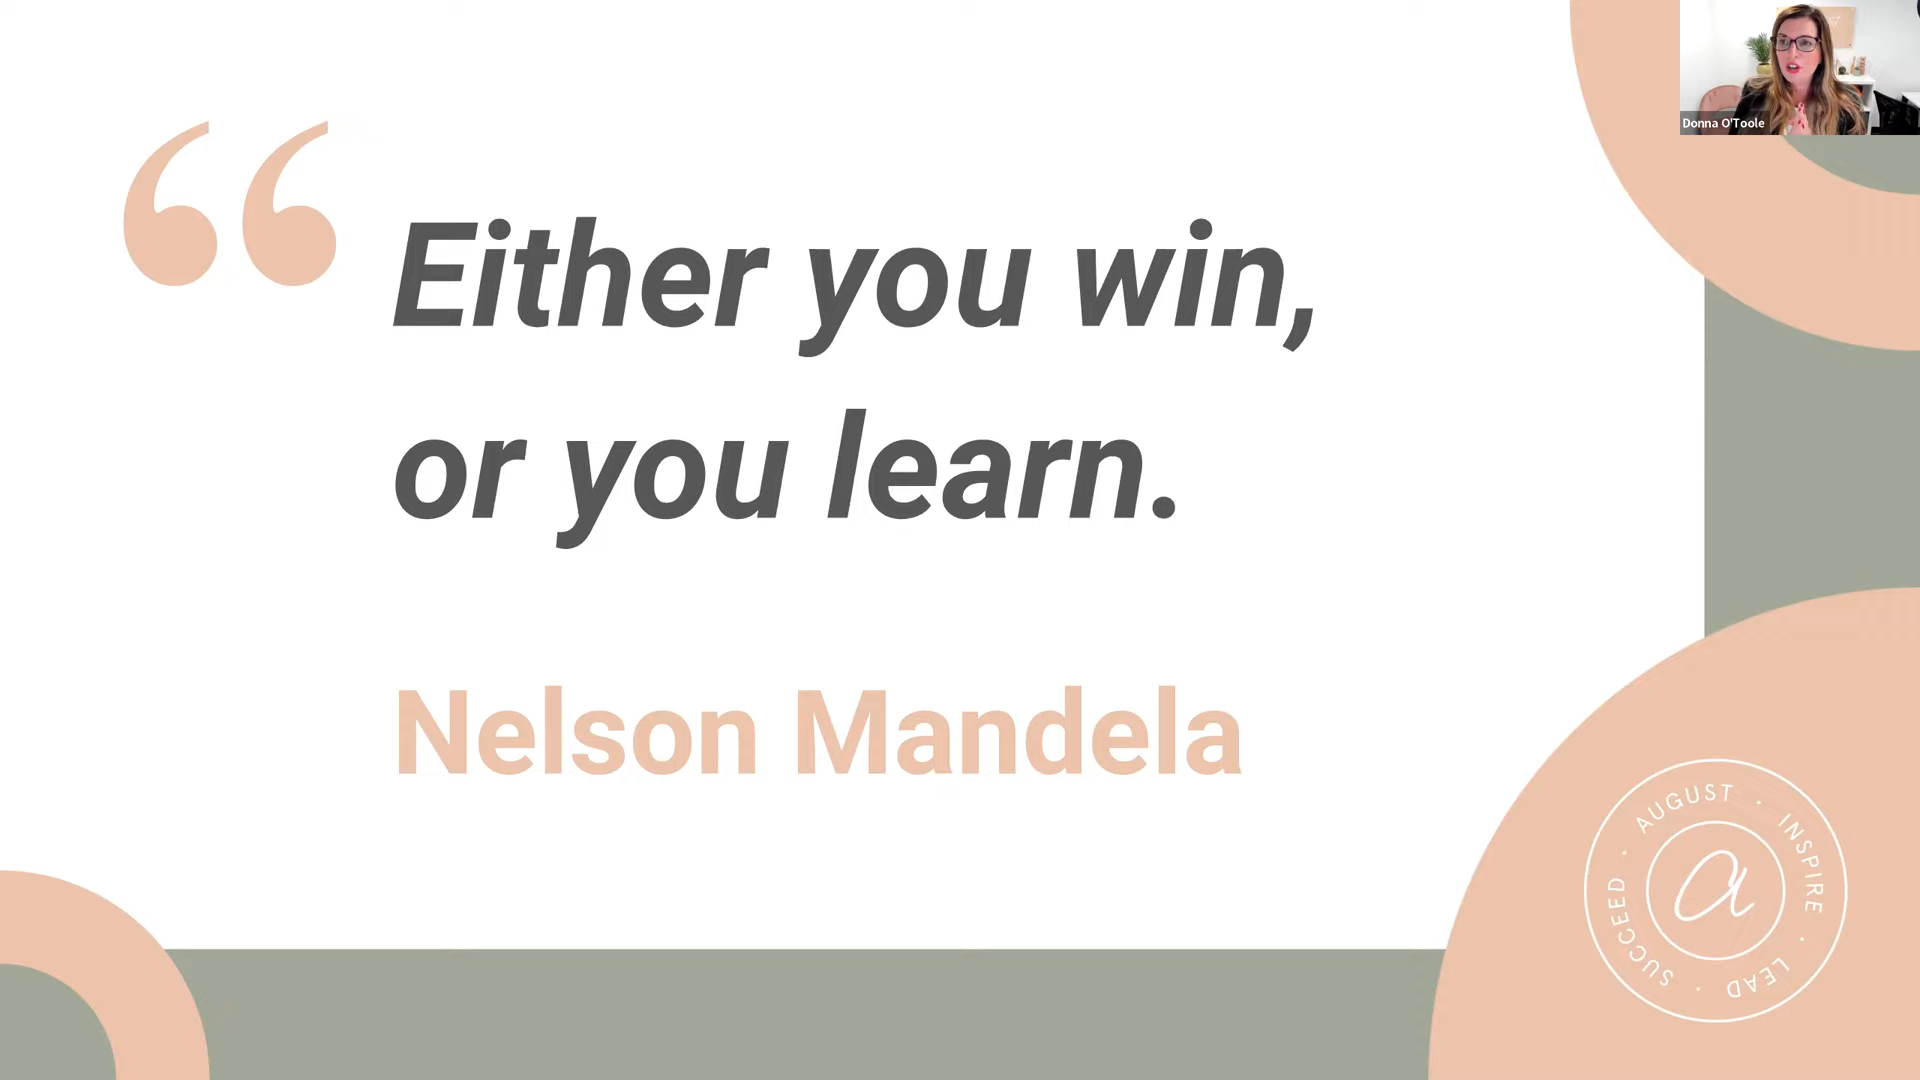 Donna O'Toole
“
Either you win,
or you learn.
Nelson Mandela
AUGUST · INSPIRE · LEAD · SUCCEED ·
a